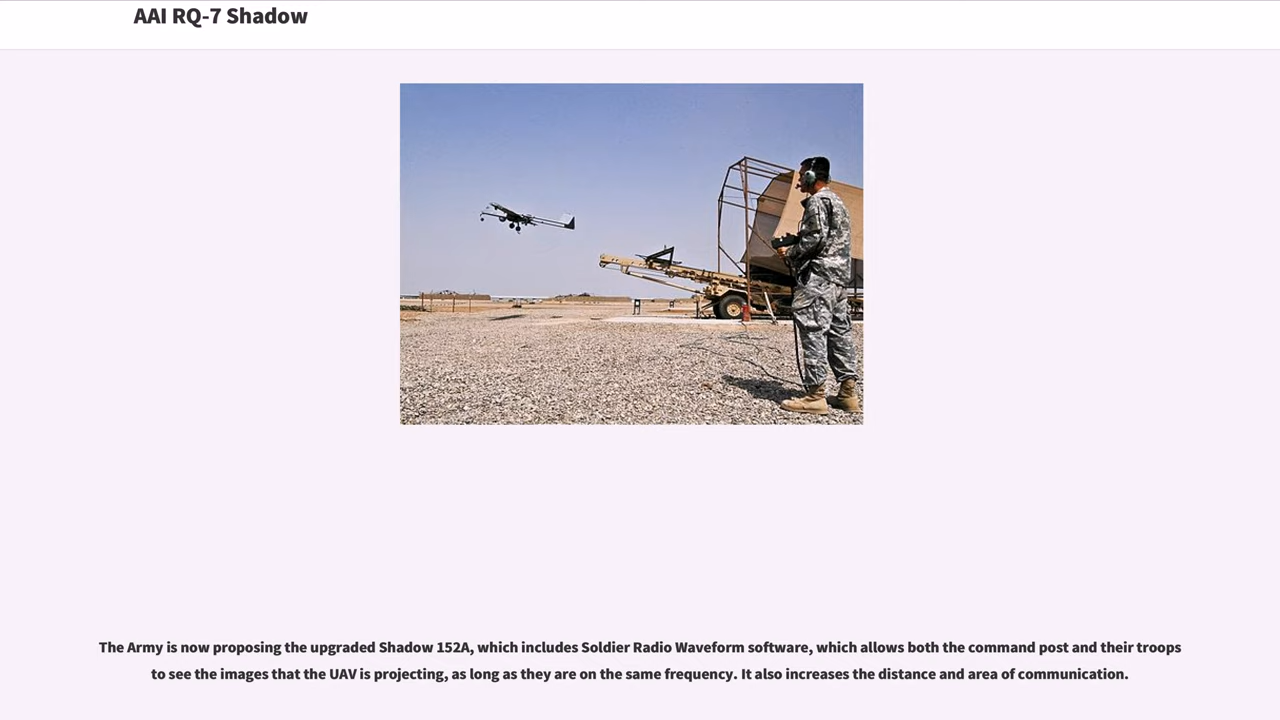 AAI RQ-7 Shadow
The Army is now proposing the upgraded Shadow 152A, which includes Soldier Radio Waveform software, which allows both the command post and their troops
to see the images that the UAV is projecting, as long as they are on the same frequency. It also increases the distance and area of communication.